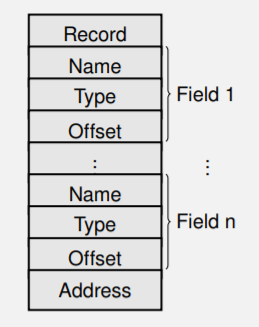 Record
Name
Type
Field 1
Offset
:
⋮
Name
Type
Field n
Offset
Address